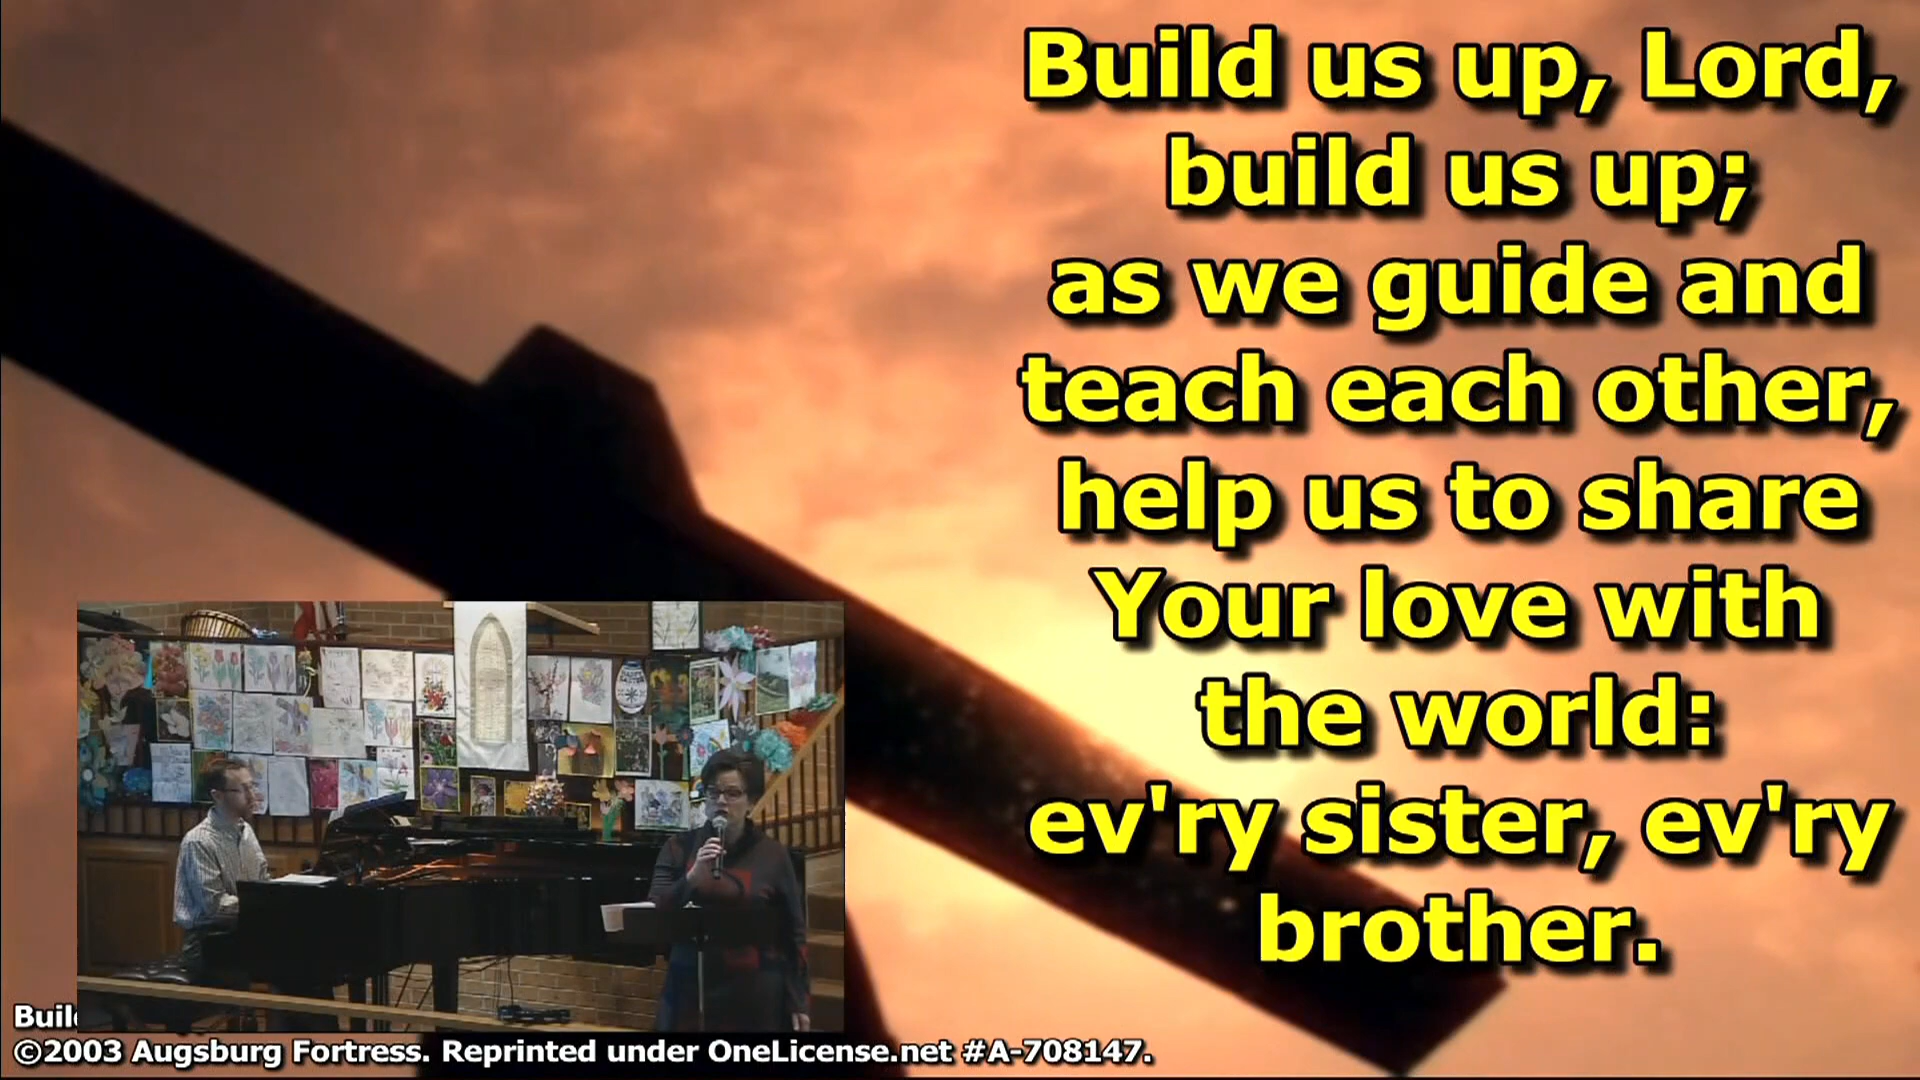 Build us up, Lord,
build us up;
as we guide and
teach each other,
help us to share
Your love with
the world:
ev'ry sister, ev'ry
brother.
©2003 Augsburg Fortress. Reprinted under OneLicense.net #A-708147.